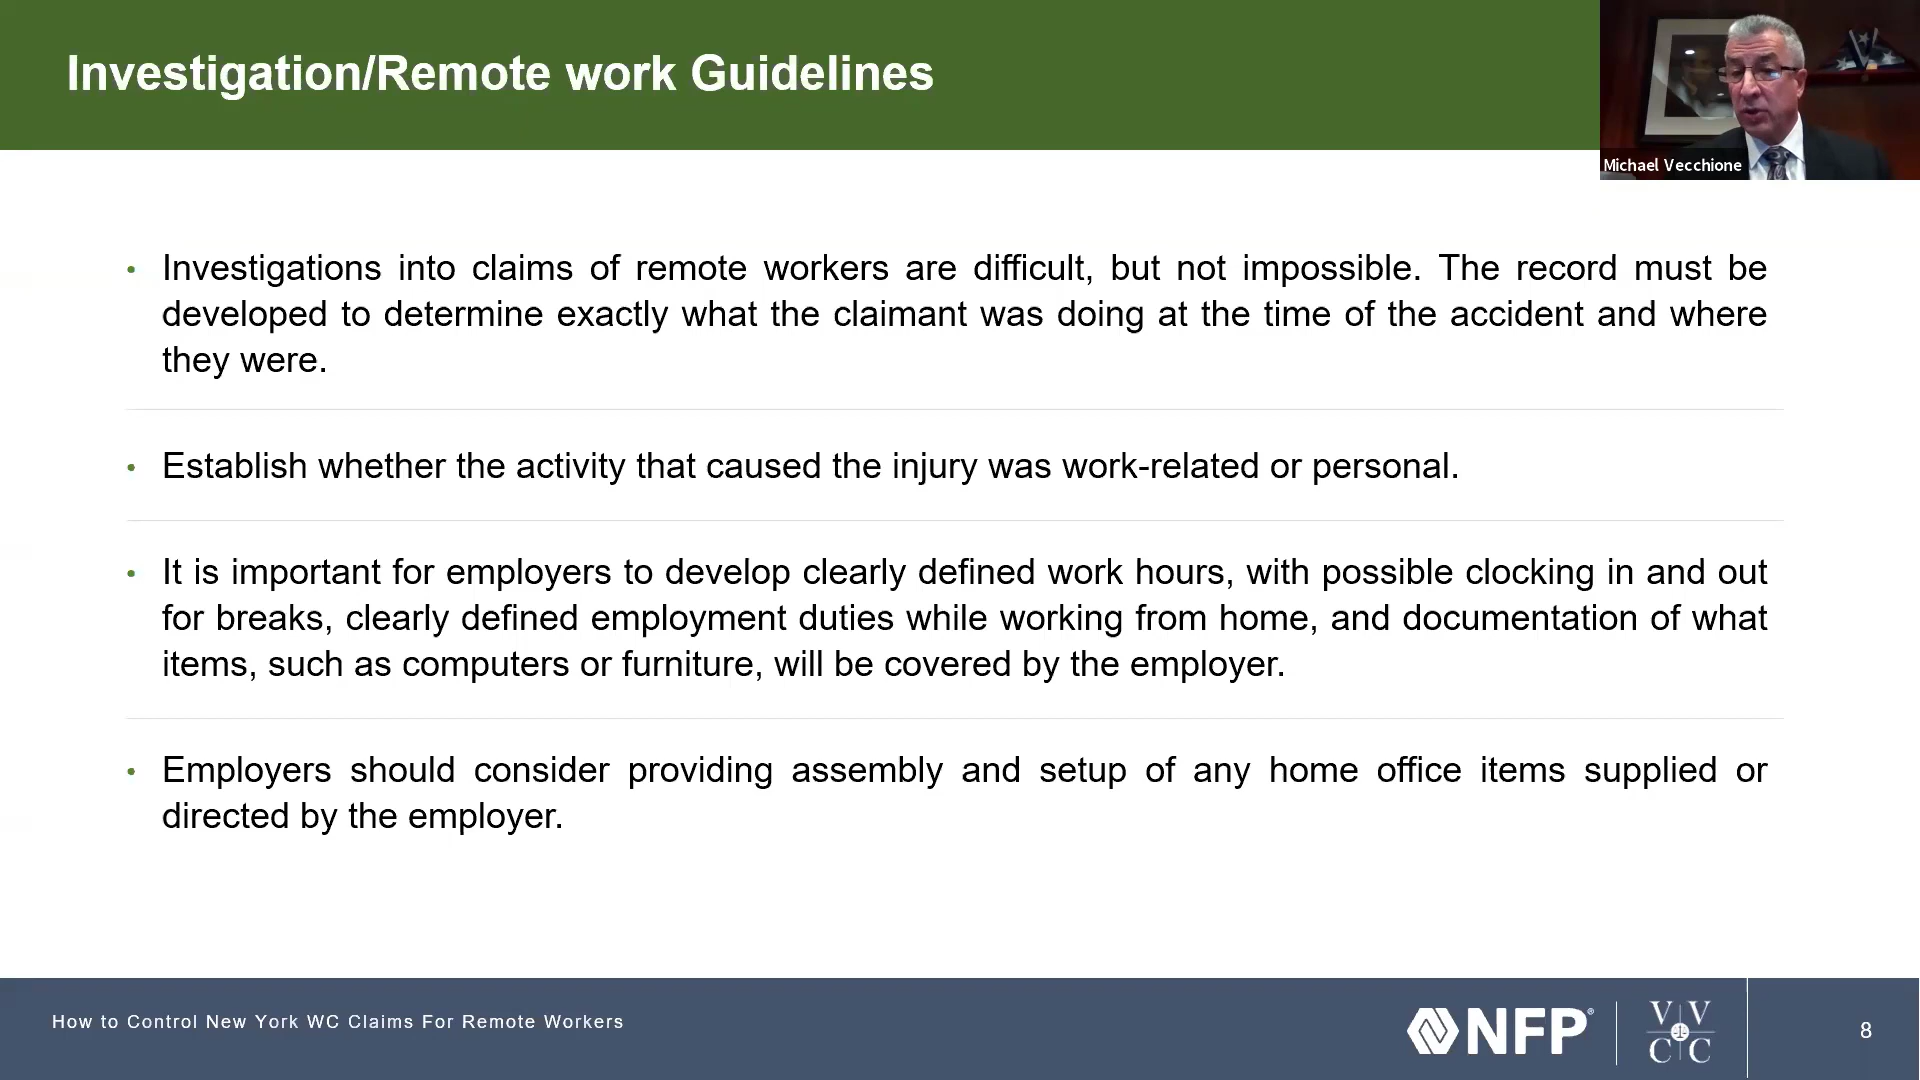 Investigation/Remote work Guidelines
Michael Vecchione
• Investigations into claims of remote workers are difficult, but not impossible. The record must be
developed to determine exactly what the claimant was doing at the time of the accident and where
they were.
• Establish whether the activity that caused the injury was work-related or personal.
• It is important for employers to develop clearly defined work hours, with possible clocking in and out
for breaks, clearly defined employment duties while working from home, and documentation of what
items, such as computers or furniture, will be covered by the employer.
• Employers should consider providing assembly and setup of any home office items supplied or
directed by the employer.
How to Control New York WC Claims For Remote Workers
NFP®
V V
C C
8